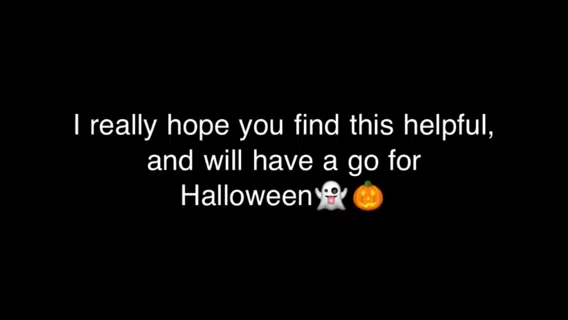 I really hope you find this helpful,
and will have a go for
Halloween👻🎃